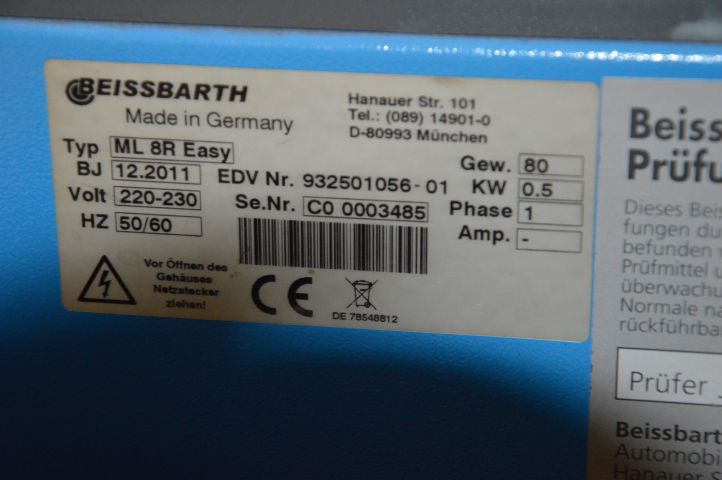 BEISSBARTH
Made in Germany
Hanauer Str. 101
Tel.: (089) 14901-0
D-80993 München
Typ ML 8R Easy
BJ 12.2011
EDV Nr. 932501056-01
Volt 220-230
Se.Nr. C0 0003485
HZ 50/60
Gew. 80
KW 0.5
Phase 1
Amp. -
Vor Öffnen des
Gehäuses
Netzstecker
ziehen!
CE
DE 78548812
Beiss
Prüfu
Dieses Beis
fungen du
befunden
Prüfmittel
überwachu
Normale na
rückführba
Prüfer
Beissbart
Automobi
Hanauer S